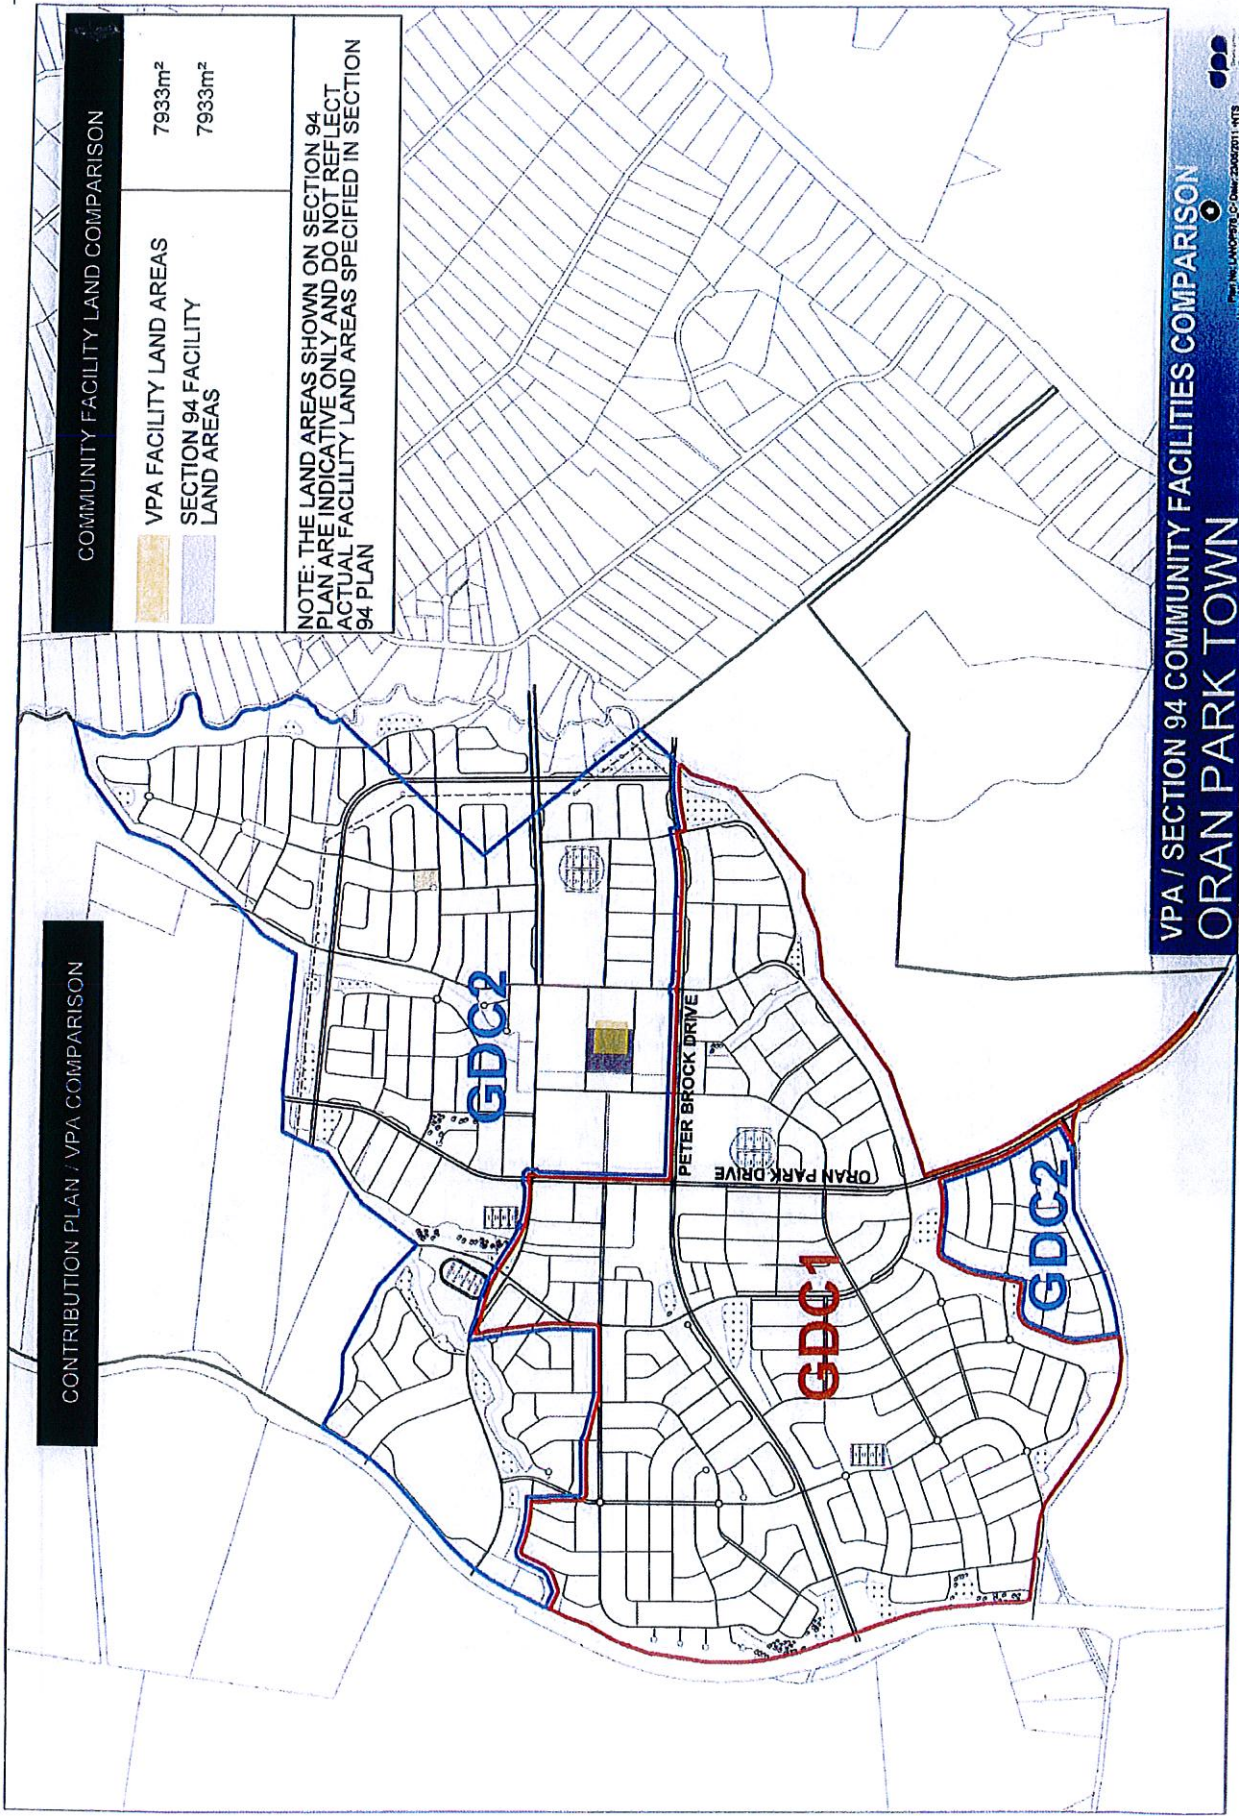 CONTRIBUTION PLAN / VPA COMPARISON
COMMUNITY FACILITY LAND COMPARISON
VPA FACILITY LAND AREAS
7933m²
SECTION 94 FACILITY
LAND AREAS
7933m²
NOTE: THE LAND AREAS SHOWN ON SECTION 94
PLAN ARE INDICATIVE ONLY AND DO NOT REFLECT
ACTUAL FACILITY LAND AREAS SPECIFIED IN SECTION
94 PLAN
GDC2
PETER BROCK DRIVE
ORAN PARK DRIVE
GDC1
GDC2
VPA / SECTION 94 COMMUNITY FACILITIES COMPARISON
ORAN PARK TOWN
dps